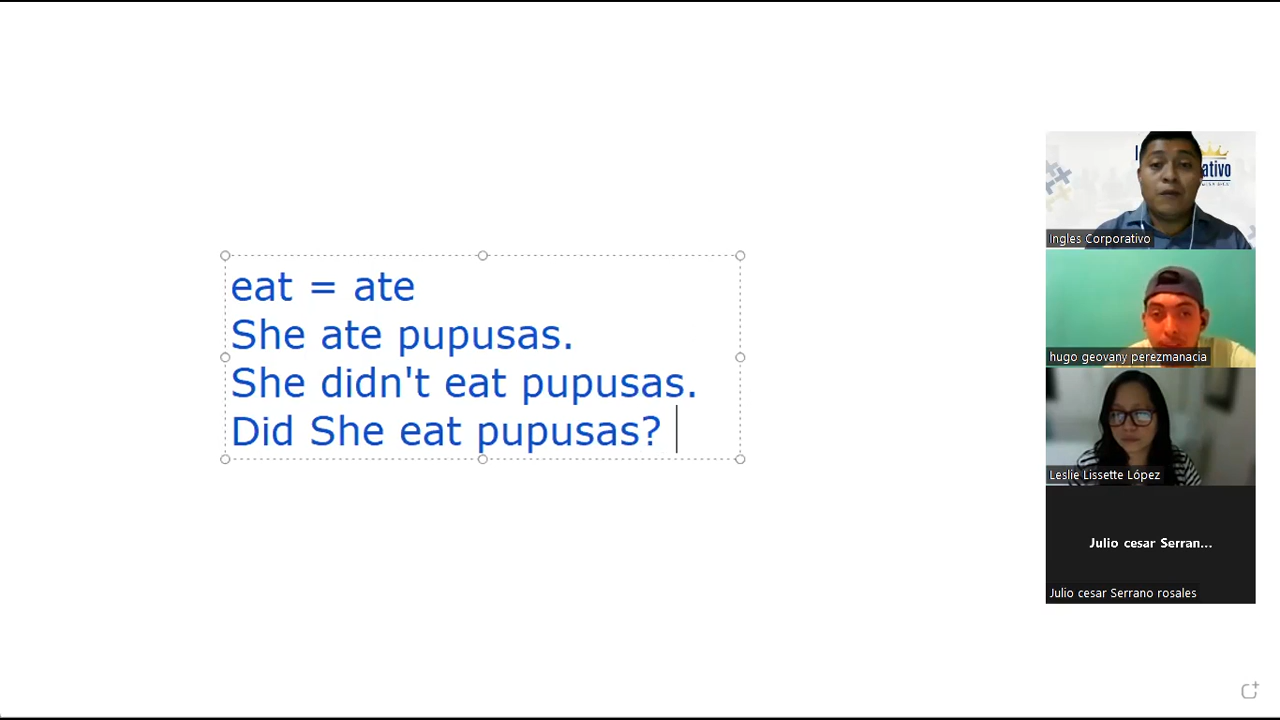 eat = ate
She ate pupusas.
She didn't eat pupusas.
Did She eat pupusas?
ativo
Ingles Corporativo
hugo geovany perezmanacia
Leslie Lissette López
Julio cesar Serran...
Julio cesar Serrano rosales